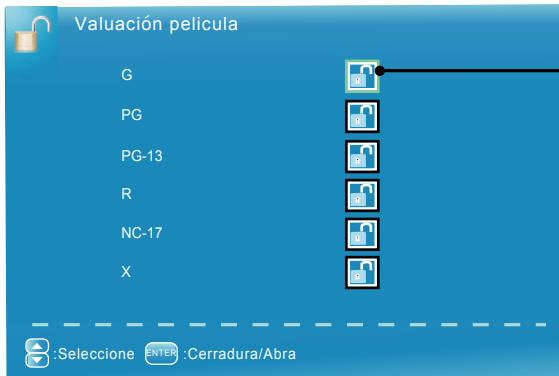 Valuación pelicula
G
PG
PG-13
R
NC-17
X
:Seleccione ENTER :Cerradura/Abra